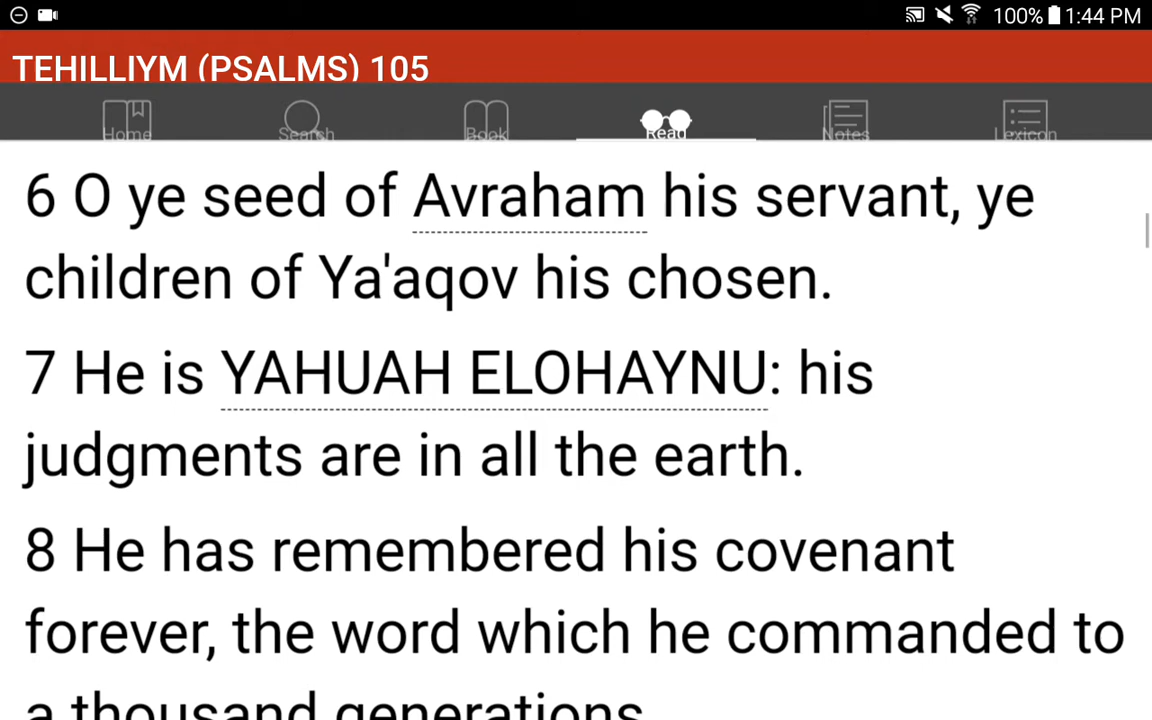 100% 1:44 PM
TEHILLIYM (PSALMS) 105
Home Search Book Read Notes Lexicon
6 O ye seed of Avraham his servant, ye
children of Ya'aqov his chosen.
7 He is YAHUAH ELOHAYNU: his
judgments are in all the earth.
8 He has remembered his covenant
forever, the word which he commanded to
a thousand generations